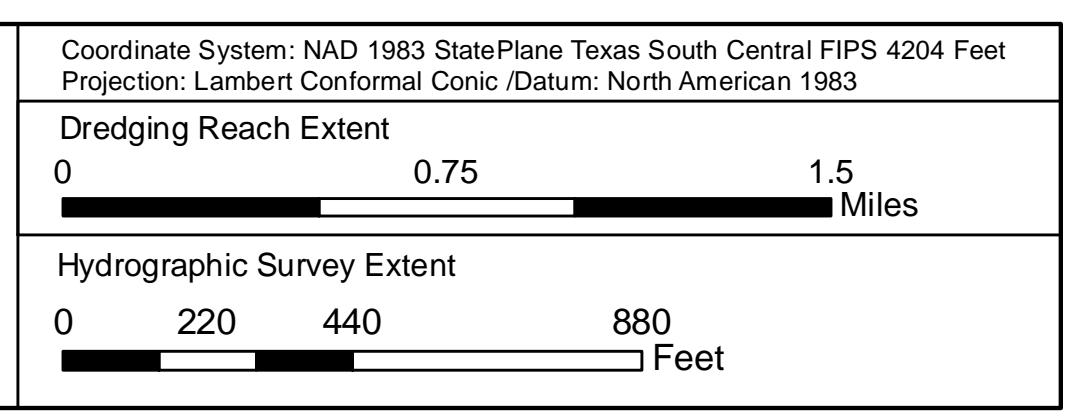 Coordinate System: NAD 1983 StatePlane Texas South Central FIPS 4204 Feet
Projection: Lambert Conformal Conic /Datum: North American 1983
Dredging Reach Extent
0 0.75 1.5
Miles
Hydrographic Survey Extent
0 220 440 880
Feet